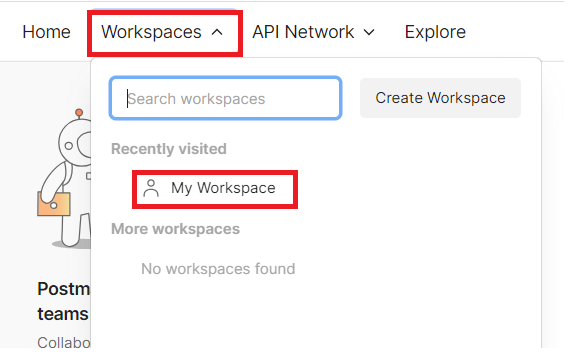 Home Workspaces API Network Explore
Search workspaces Create Workspace
Recently visited
My Workspace
More workspaces
No workspaces found
Postm
teams
Collabo